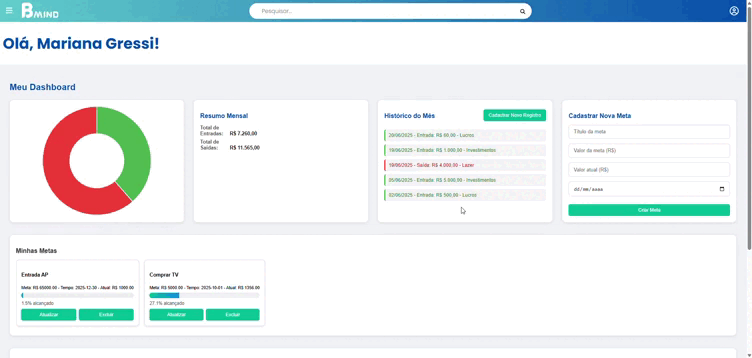 BMIND
Pesquisar...
Olá, Mariana Gressi!
Meu Dashboard
Resumo Mensal
Total de
Entradas:
R$ 7.260,00
Total de
Saídas:
R$ 11.565,00
Histórico do Mês
Cadastrar Novo Registro
20/06/2025 - Entrada: R$ 60,00 - Lucros
19/06/2025 - Entrada: R$ 1.000,00 - Investimentos
19/06/2025 - Saída: R$ 4.000,00 - Lazer
05/06/2025 - Entrada: R$ 5.000,00 - Investimentos
02/06/2025 - Entrada: R$ 500,00 - Lucros
Cadastrar Nova Meta
Título da meta
Valor da meta (R$)
Valor atual (R$)
dd/mm/aaaa
Criar Meta
Minhas Metas
Entrada AP
Meta: R$ 65000.00 - Tempo: 2025-12-30 - Atual: R$ 1000.00
1.5% alcançado
Atualizar
Excluir
Comprar TV
Meta: R$ 5000.00 - Tempo: 2025-10-01 - Atual: R$ 1356.00
27.1% alcançado
Atualizar
Excluir